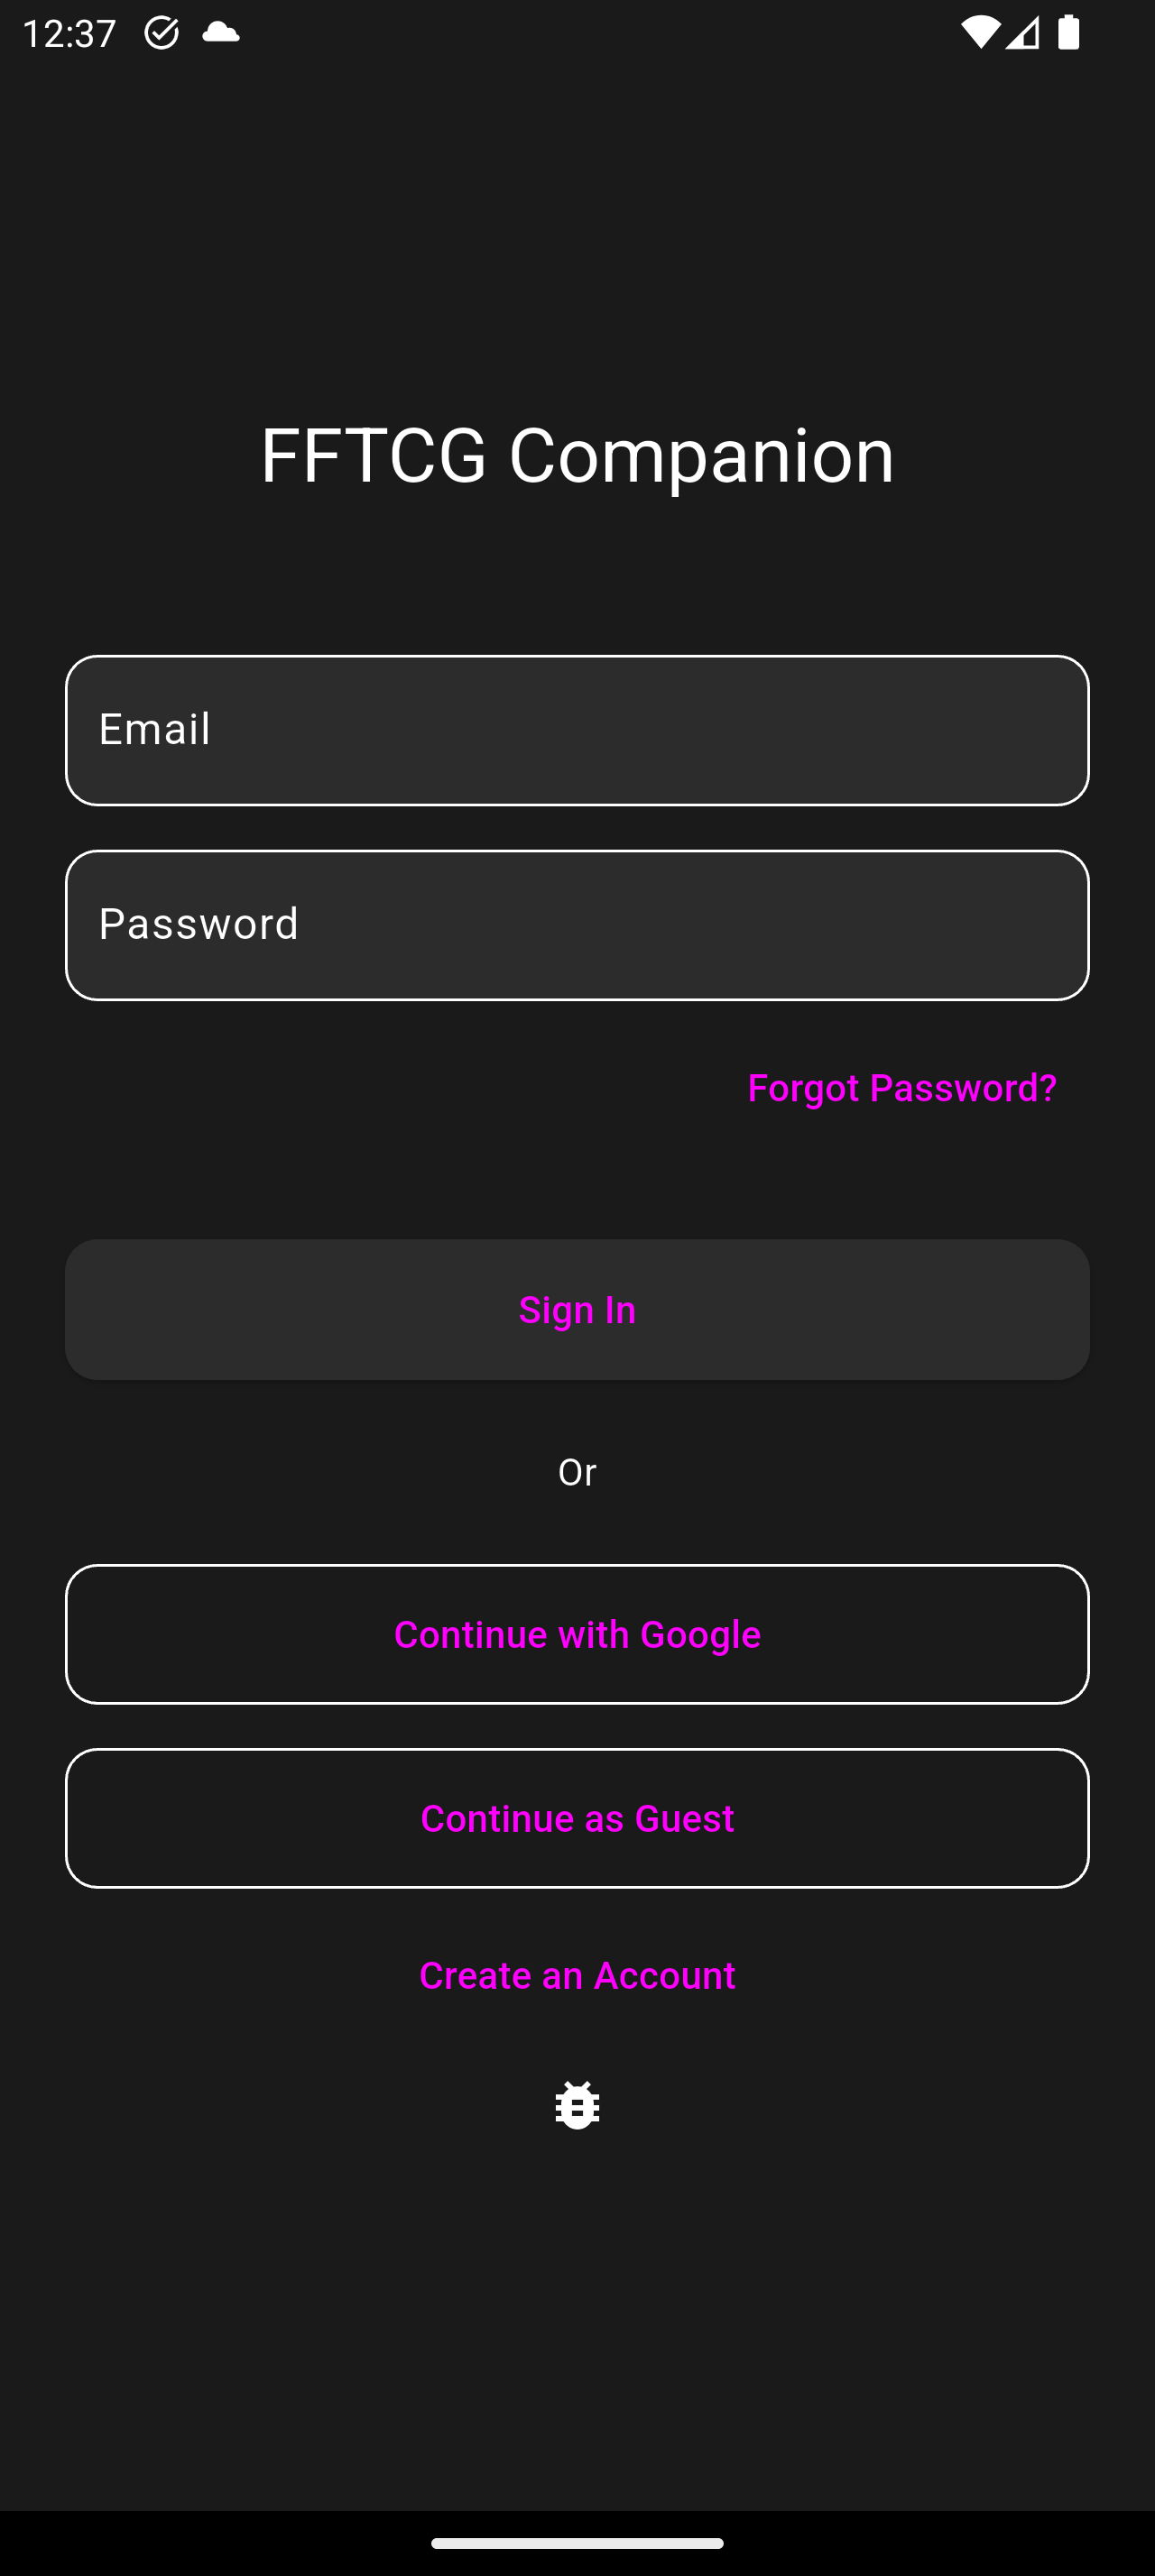 12:37
FFTCG Companion
Email
Password
Forgot Password?
Sign In
Or
Continue with Google
Continue as Guest
Create an Account